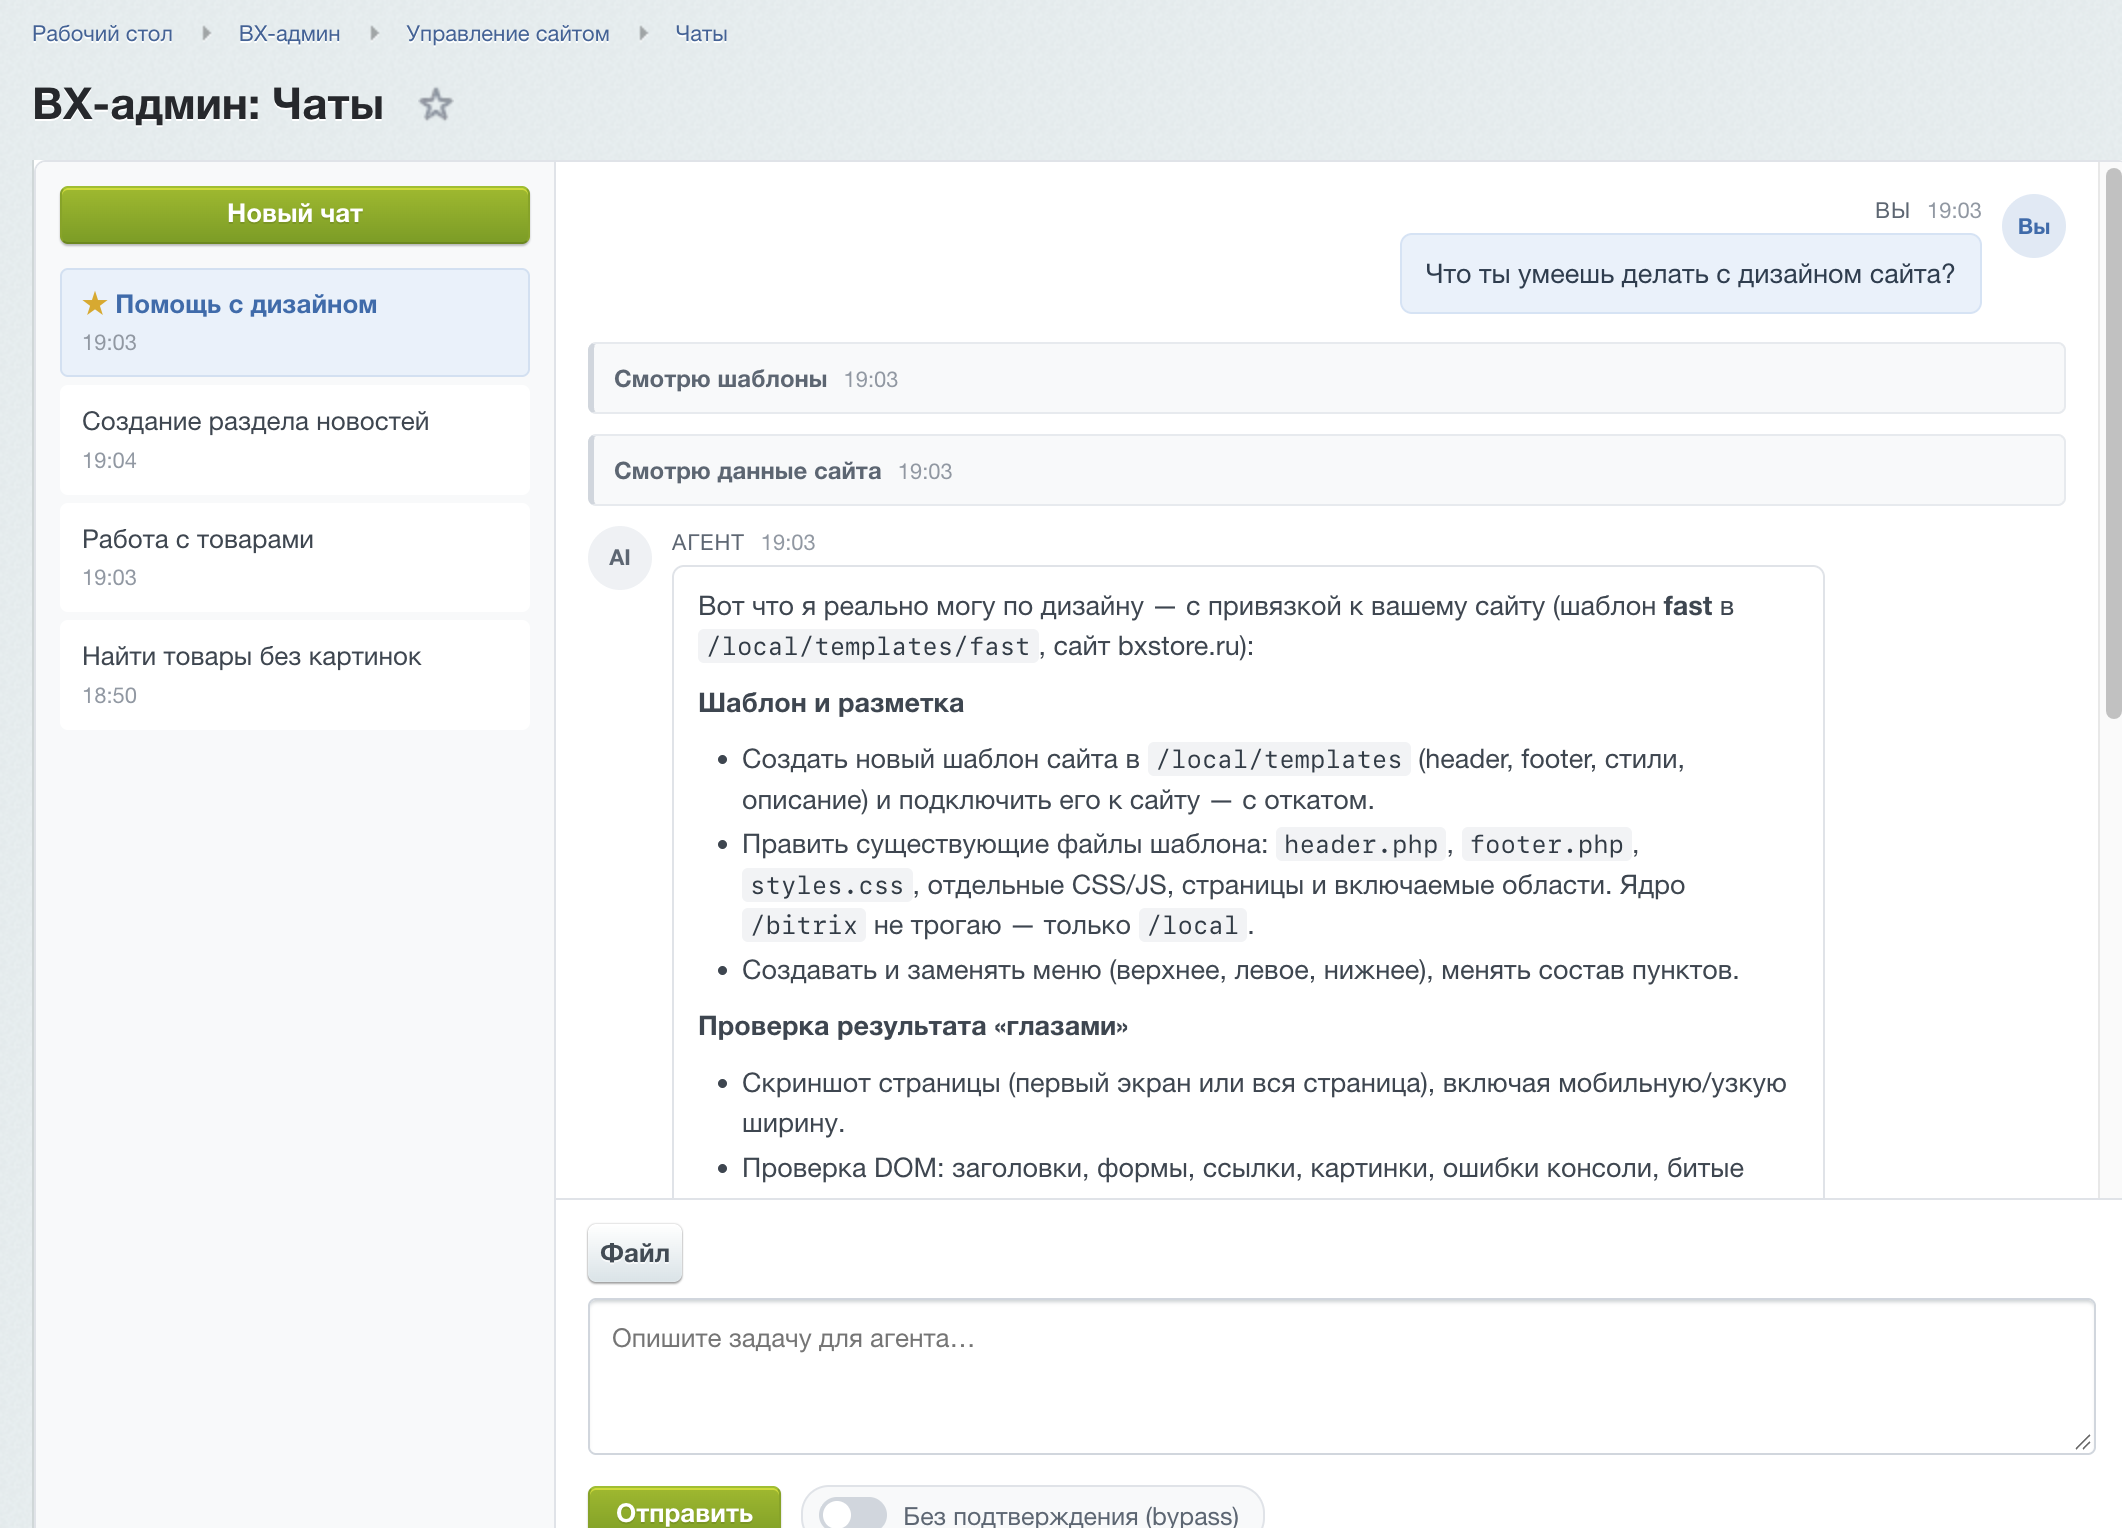 Рабочий стол BX-админ Управление сайтом Чаты
BX-админ: Чаты
Новый чат
Помощь с дизайном
19:03
Создание раздела новостей
19:04
Работа с товарами
19:03
Найти товары без картинок
18:50
ВЫ 19:03
Вы
Что ты умеешь делать с дизайном сайта?
Смотрю шаблоны 19:03
Смотрю данные сайта 19:03
AI
АГЕНТ 19:03
Вот что я реально могу по дизайну — с привязкой к вашему сайту (шаблон fast в
/local/templates/fast, сайт bxstore.ru):
Шаблон и разметка
• Создать новый шаблон сайта в /local/templates (header, footer, стили,
описание) и подключить его к сайту — с откатом.
• Править существующие файлы шаблона: header.php, footer.php,
styles.css, отдельные CSS/JS, страницы и включаемые области. Ядро
/bitrix не трогаю — только /local.
• Создавать и заменять меню (верхнее, левое, нижнее), менять состав пунктов.
Проверка результата «глазами»
• Скриншот страницы (первый экран или вся страница), включая мобильную/узкую
ширину.
• Проверка DOM: заголовки, формы, ссылки, картинки, ошибки консоли, битые
Файл
Опишите задачу для агента...
Отправить
Без подтверждения (bypass)